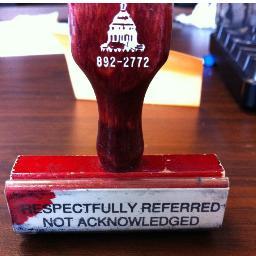 892-2772
RESPECTFULLY REFERRED
NOT ACKNOWLEDGED